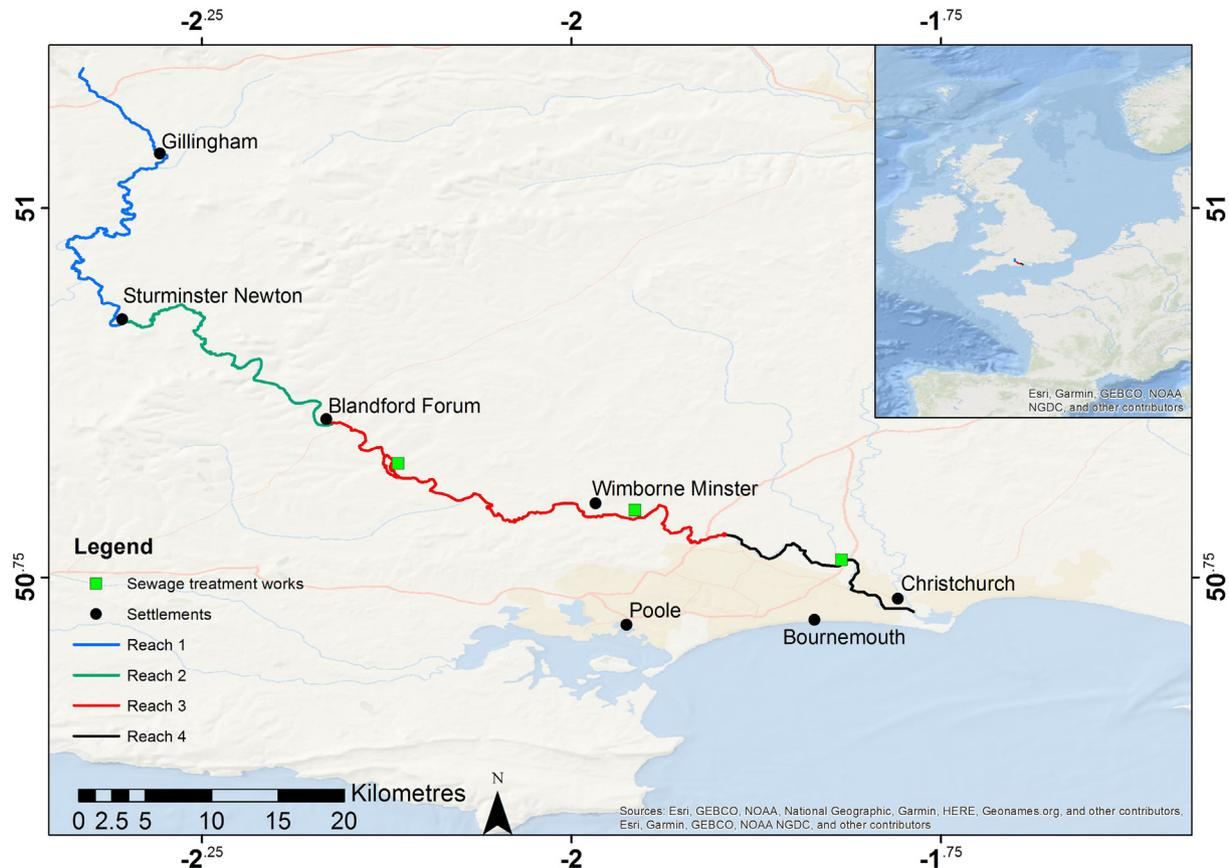 -2.25
-2
-1.75
Gillingham
51
51
Sturminster Newton
Esri, Garmin, GEBCO, NOAA
NGDC, and other contributors
Blandford Forum
Wimborne Minster
Legend
50.75
50.75
Sewage treatment works
Christchurch
Settlements
Poole
Bournemouth
Reach 1
Reach 2
Reach 3
Reach 4
N
Kilometres
0 2.5 5 10 15 20
Sources: Esri, GEBCO, NOAA, National Geographic, Garmin, HERE, Geonames.org, and other contributors,
Esri, Garmin, GEBCO, NOAA NGDC, and other contributors
-2.25
-2
-1.75